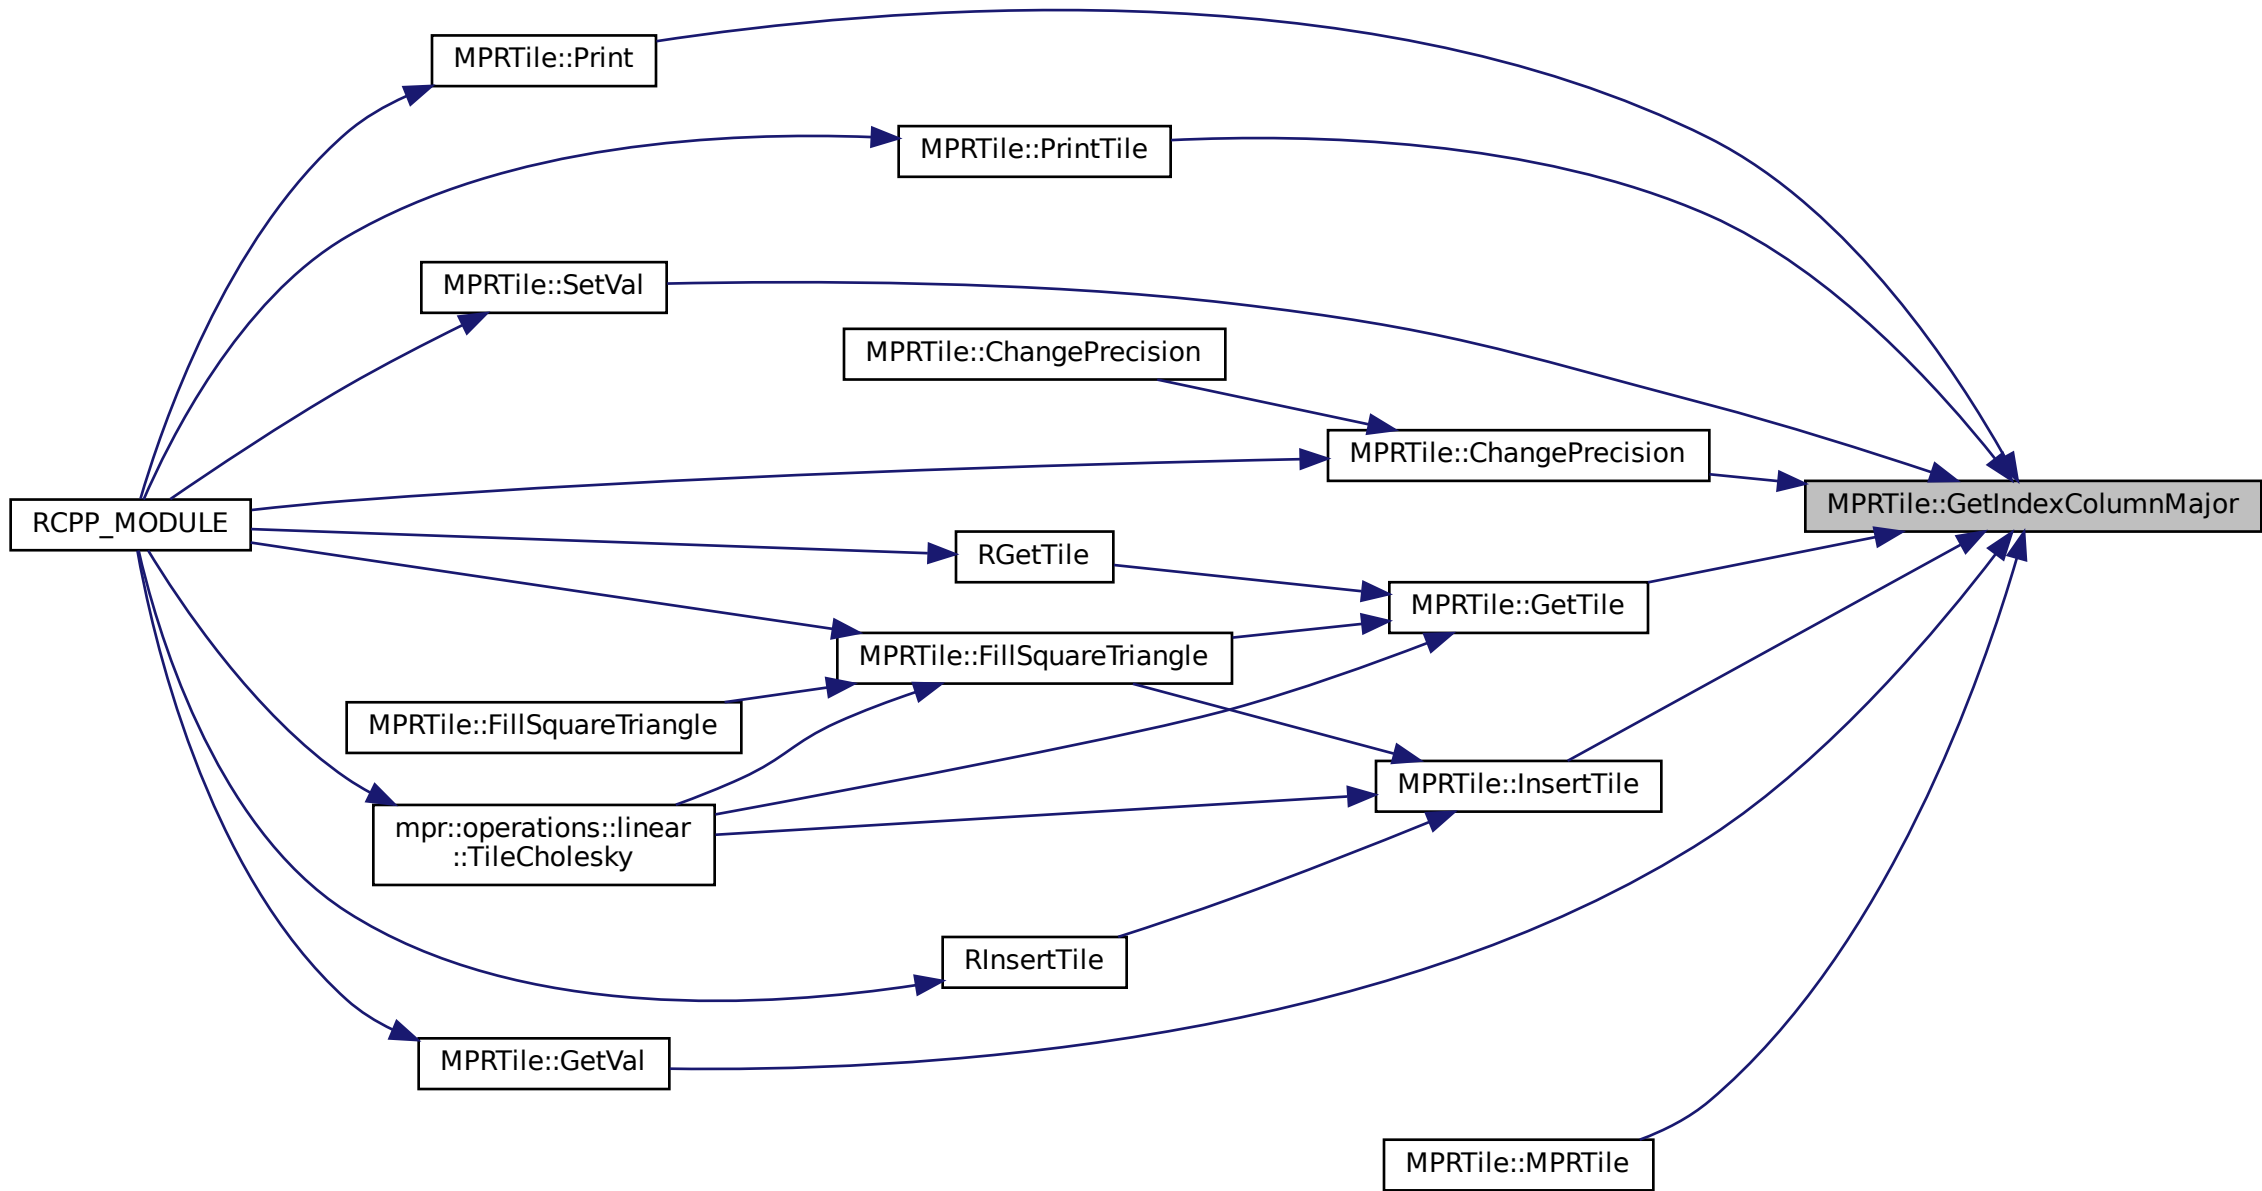 MPRTile::Print
MPRTile::PrintTile
MPRTile::SetVal
MPRTile::ChangePrecision
MPRTile::ChangePrecision
MPRTile::GetIndexColumnMajor
RCPP_MODULE
RGetTile
MPRTile::GetTile
MPRTile::FillSquareTriangle
MPRTile::FillSquareTriangle
MPRTile::InsertTile
mpr::operations::linear
::TileCholesky
RInsertTile
MPRTile::GetVal
MPRTile::MPRTile